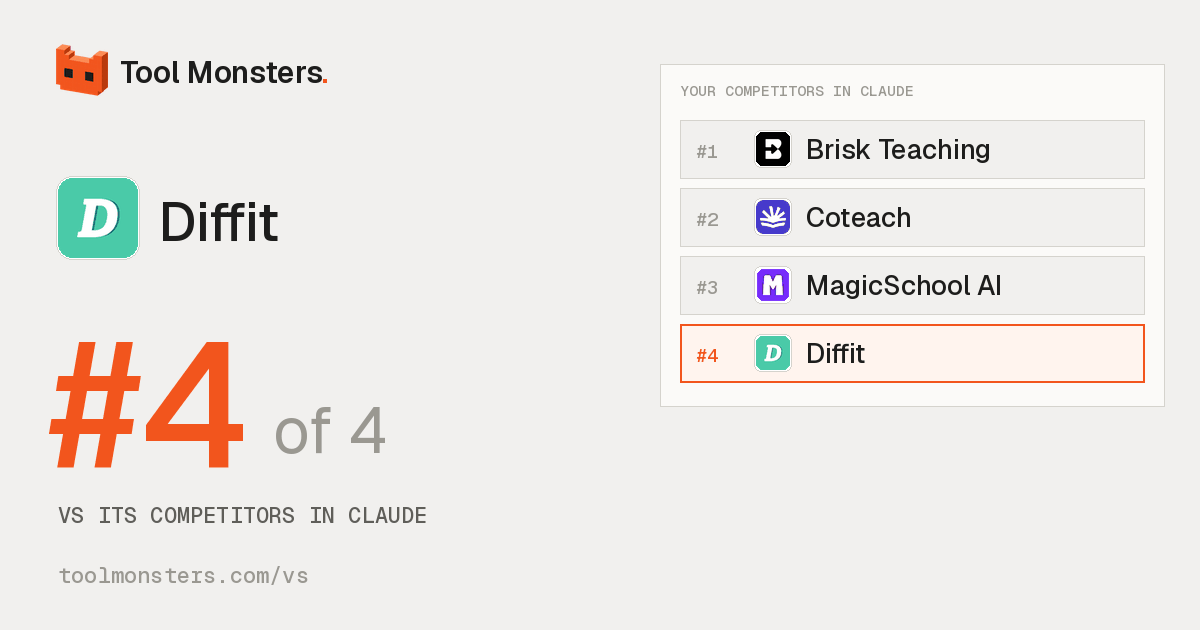 Tool Monsters.
D
Diffit
#4 of 4
VS ITS COMPETITORS IN CLAUDE
toolmonsters.com/vs
YOUR COMPETITORS IN CLAUDE
#1 B Brisk Teaching
#2 Coteach
#3 M MagicSchool AI
#4 D Diffit